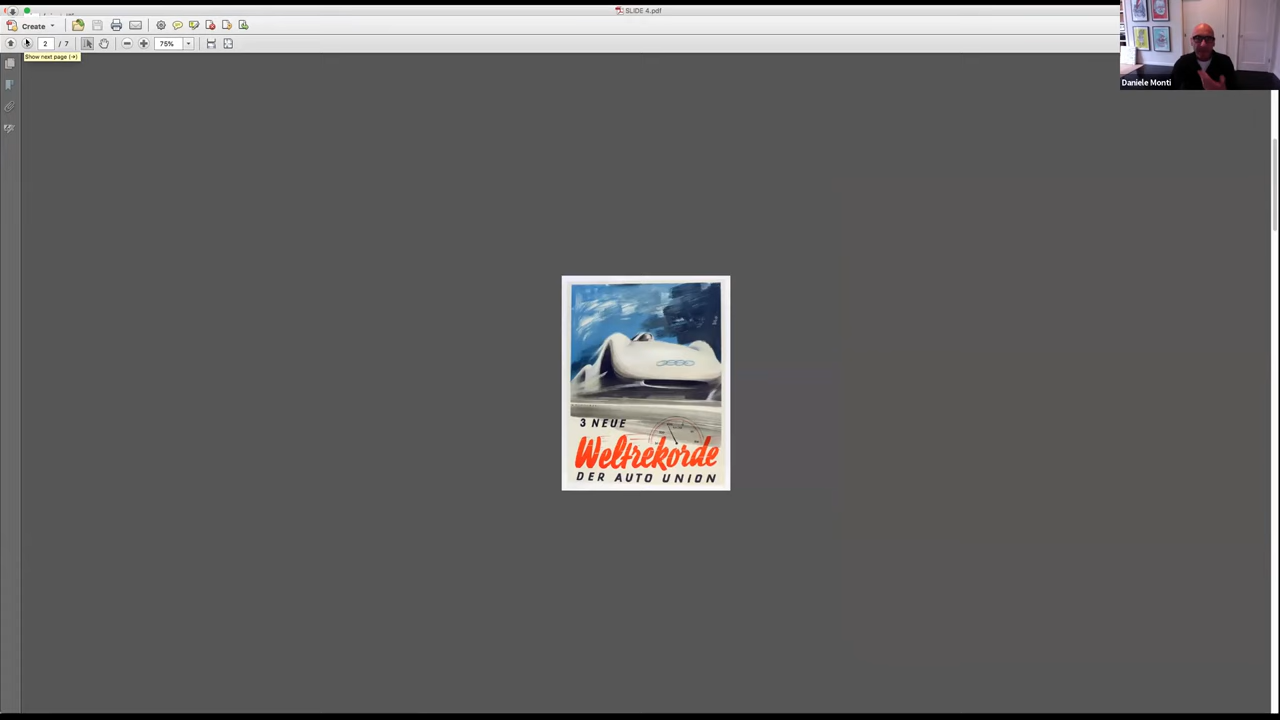 SLIDE 4.pdf
Create
2 / 7
75%
Show next page (→)
Daniele Monti
3 NEUE
Weltrekorde
DER AUTO UNION